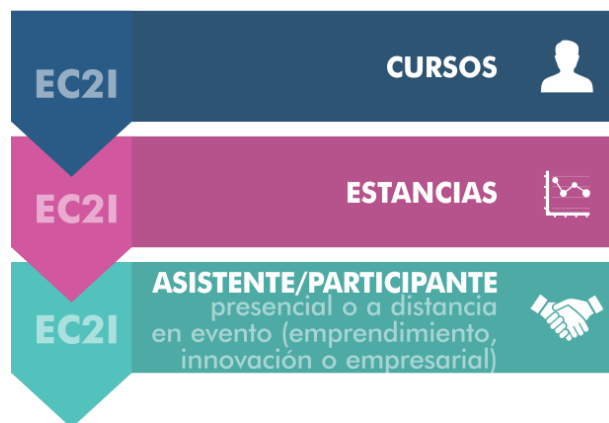 EC2I
CURSOS
EC2I
ESTANCIAS
EC2I
ASISTENTE/PARTICIPANTE
presencial o a distancia
en evento (emprendimiento,
innovación o empresarial)